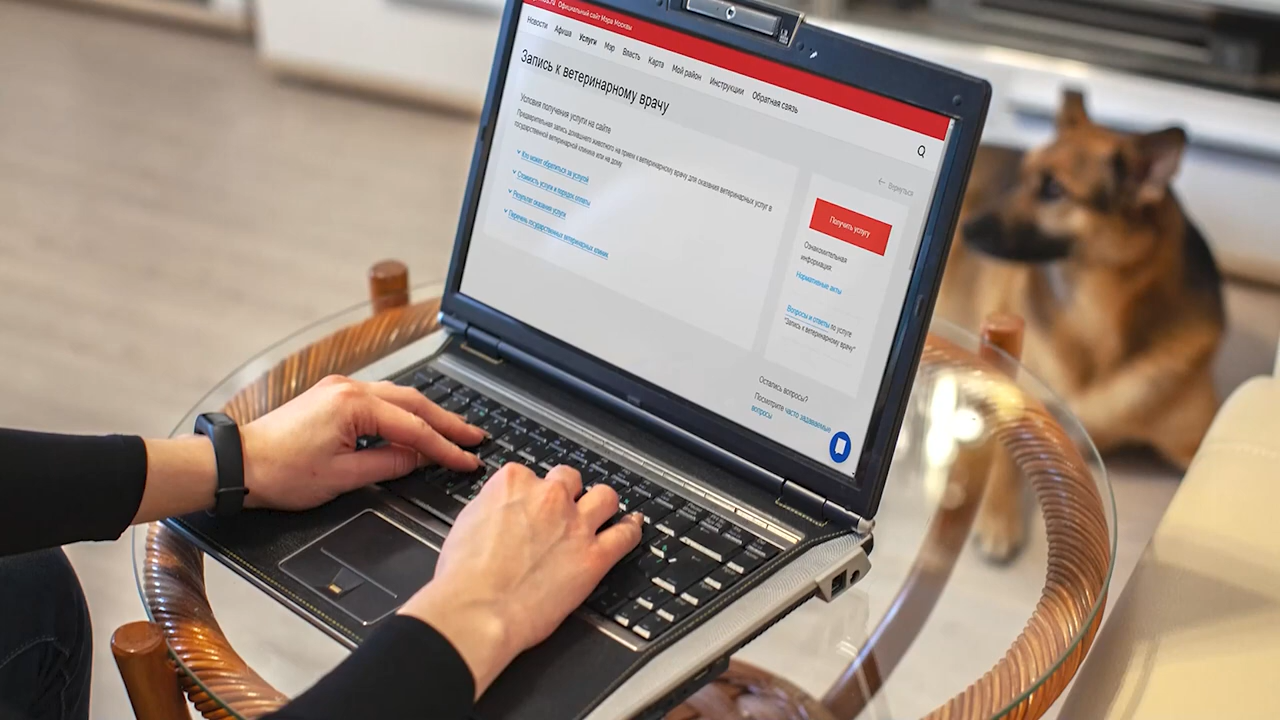 Официальный сайт Мэра Москвы
Новости Афиша Услуги Мэр Власть Карта Мой район Инструкции Обратная связь
Запись к ветеринарному врачу
Условия получения услуги на сайте
Предварительная запись домашнего животного на прием к ветеринарному врачу для оказания ветеринарных услуг в
государственной ветеринарной клинике или на дому
Кто может обратиться за услугой
Стоимость услуги и порядок оплаты
Результат оказания услуги
Перечень государственных ветеринарных клиник
Вернуться
Получить услугу
Ознакомительная
информация:
Нормативные акты
Вопросы и ответы по услуге
"Запись к ветеринарному врачу"
Остались вопросы?
Посмотрите часто задаваемые
вопросы